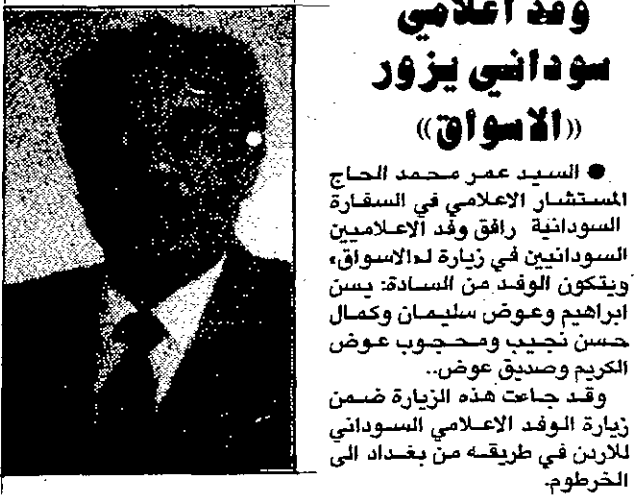 وفد اعلامي
سوداني يزور
«الاسواق»
● السيد عمر محمد الحاج
المستشار الاعلامي في السفارة
السودانية رافق وفد الاعلاميين
السودانيين في زيارة لـ«الاسواق»
ويتكون الوفد من السادة: يسن
ابراهيم وعوض سليمان وكمال
حسن نجيب ومحجوب عوض
الكريم وصديق عوض..
وقد جاءت هذه الزيارة ضمن
زيارة الوفد الاعلامي السوداني
للاردن في طريقه من بغداد الى
الخرطوم.